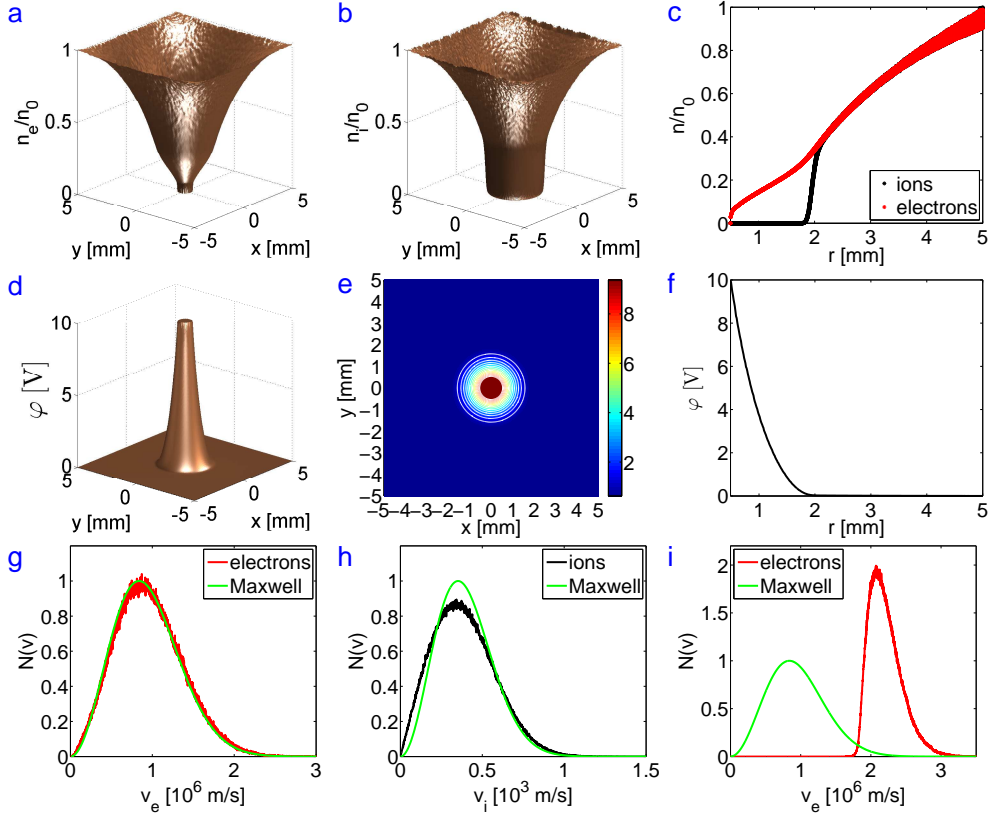 a
n_e/n_0
1
0.5
0
5
0
-5
y [mm]
-5
0
5
x [mm]
b
n_i/n_0
1
0.5
0
5
0
-5
y [mm]
-5
0
5
x [mm]
c
n/n_0
1
0.8
0.6
0.4
0.2
0
ions
electrons
1 2 3 4 5
r [mm]
d
φ [V]
10
5
0
5
0
-5
y [mm]
-5
0
5
x [mm]
e
y [mm]
5
4
3
2
1
0
−1
−2
−3
−4
−5
−5−4−3−2−1 0 1 2 3 4 5
x [mm]
8
6
4
2
f
φ [V]
10
8
6
4
2
0
1 2 3 4 5
r [mm]
g
N(v)
1
0.8
0.6
0.4
0.2
0
electrons
Maxwell
0 1 2 3
v_e [10^6 m/s]
h
N(v)
1
0.8
0.6
0.4
0.2
0
ions
Maxwell
0 0.5 1 1.5
v_i [10^3 m/s]
i
N(v)
2
1.5
1
0.5
0
electrons
Maxwell
0 1 2 3
v_e [10^6 m/s]